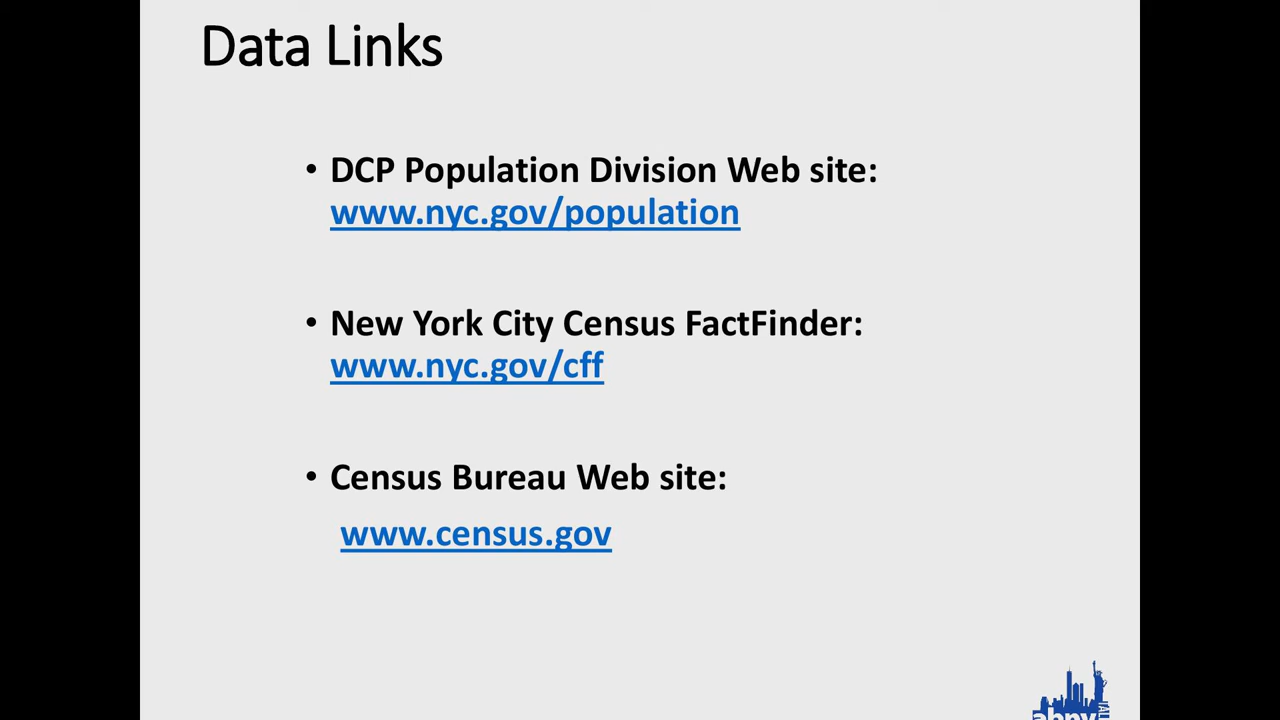 Data Links
• DCP Population Division Web site:
www.nyc.gov/population
• New York City Census FactFinder:
www.nyc.gov/cff
• Census Bureau Web site:
www.census.gov